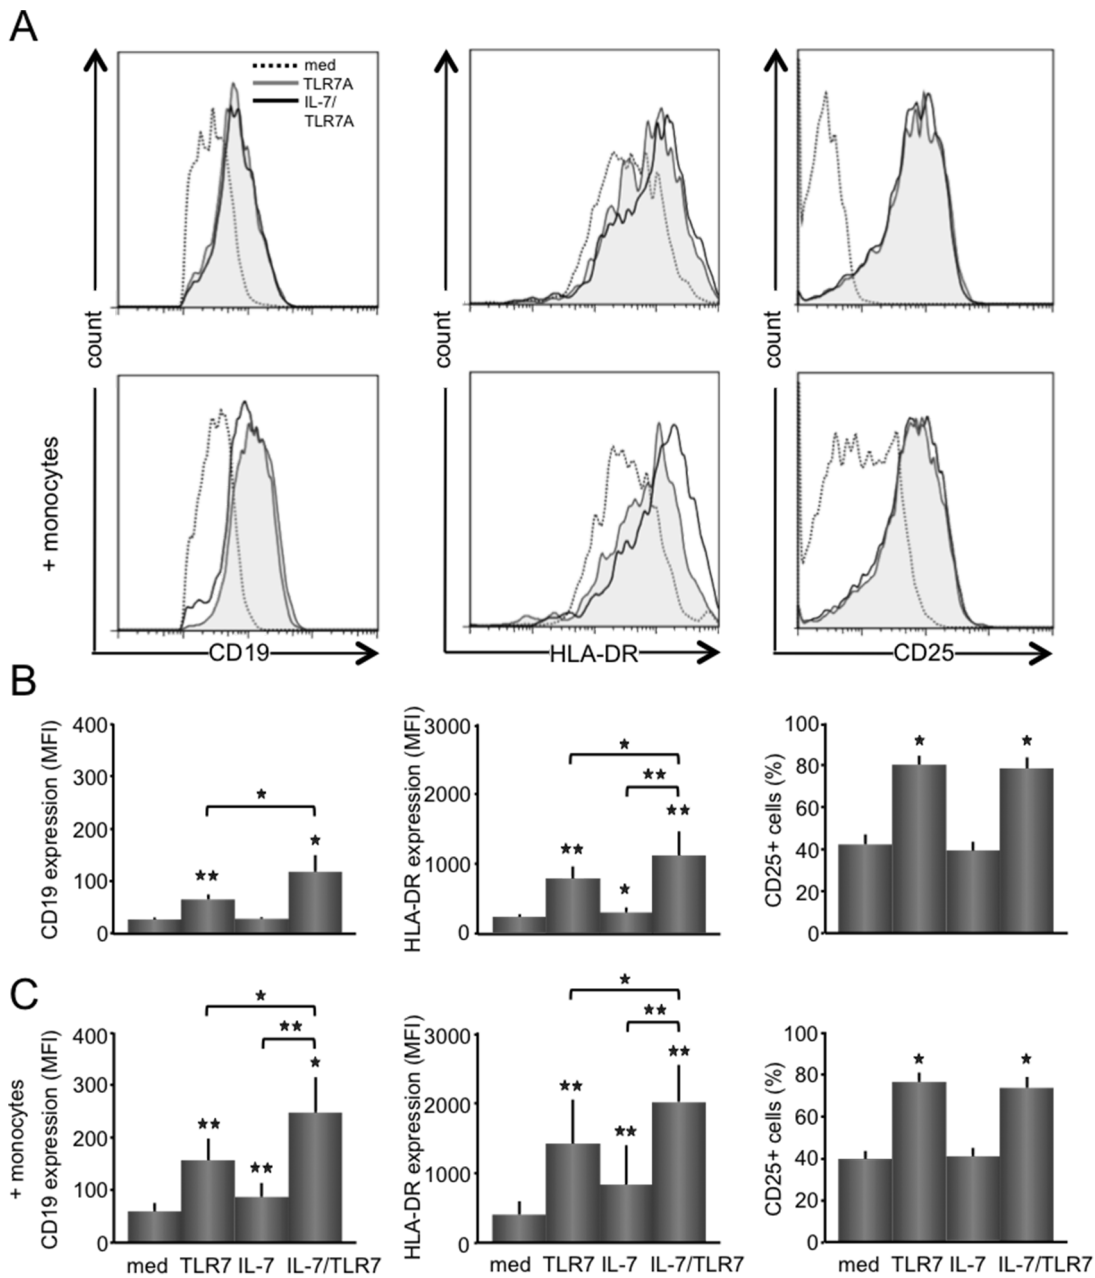 A
med
TLR7A
IL-7/
TLR7A
count
count
count
+ monocytes
CD19
HLA-DR
CD25
B
CD19 expression (MFI)
400
300
200
100
0
★
★★
★
HLA-DR expression (MFI)
3000
2000
1000
0
★
★★
★★
★★
★
CD25+ cells (%)
100
80
60
40
20
0
★
★
C
+ monocytes
CD19 expression (MFI)
400
300
200
100
0
★
★★
★
★★
★★
HLA-DR expression (MFI)
3000
2000
1000
0
★
★★
★★
★★
★★
CD25+ cells (%)
100
80
60
40
20
0
★
★
med TLR7 IL-7 IL-7/TLR7
med TLR7 IL-7 IL-7/TLR7
med TLR7 IL-7 IL-7/TLR7